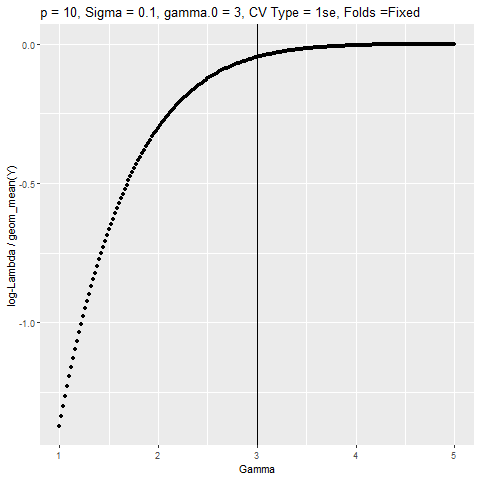 p = 10, Sigma = 0.1, gamma.0 = 3, CV Type = 1se, Folds =Fixed
log-Lambda / geom_mean(Y)
0.0
-0.5
-1.0
1 2 3 4 5
Gamma